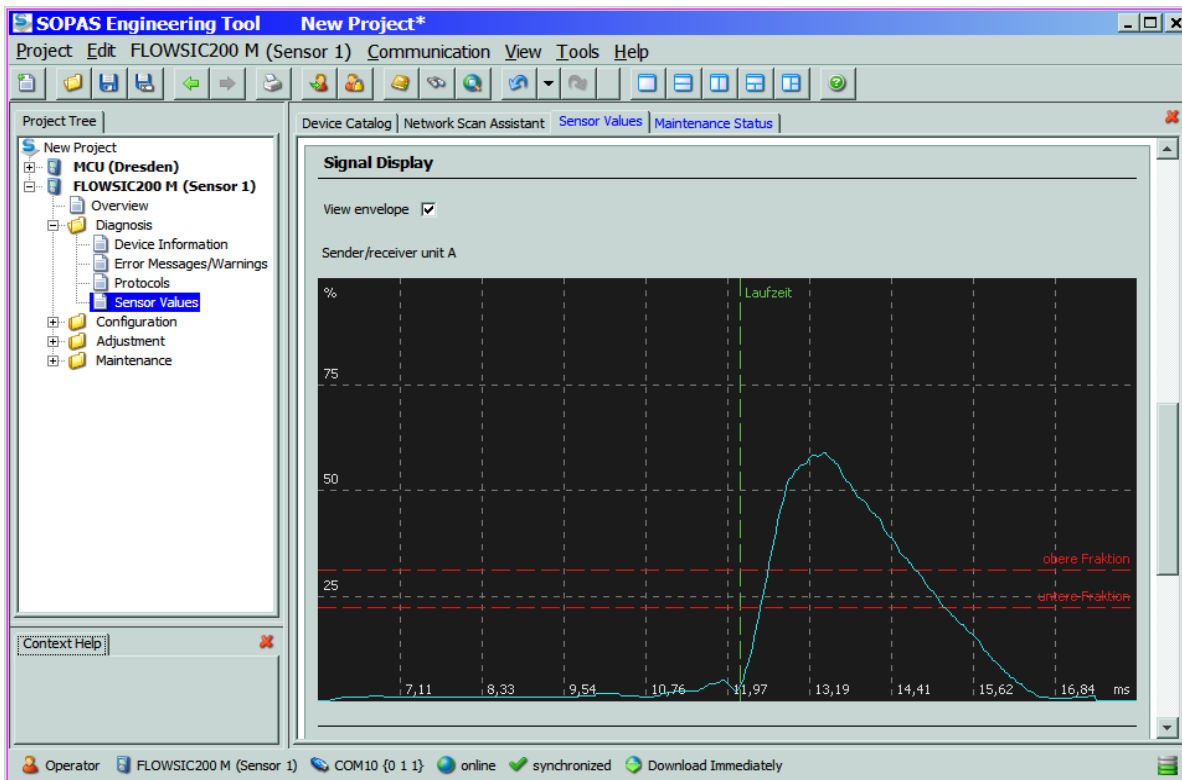 SOPAS Engineering Tool New Project*
Project Edit FLOWSIC200 M (Sensor 1) Communication View Tools Help
Project Tree
New Project
MCU (Dresden)
FLOWSIC200 M (Sensor 1)
Overview
Diagnosis
Device Information
Error Messages/Warnings
Protocols
Sensor Values
Configuration
Adjustment
Maintenance
Context Help
Device Catalog Network Scan Assistant Sensor Values Maintenance Status
Signal Display
View envelope
Sender/receiver unit A
%
Laufzeit
75
50
obere Fraktion
25
untere Fraktion
7,11 8,33 9,54 10,76 11,97 13,19 14,41 15,62 16,84 ms
Operator FLOWSIC200 M (Sensor 1) COM10 {0 1 1} online synchronized Download Immediately